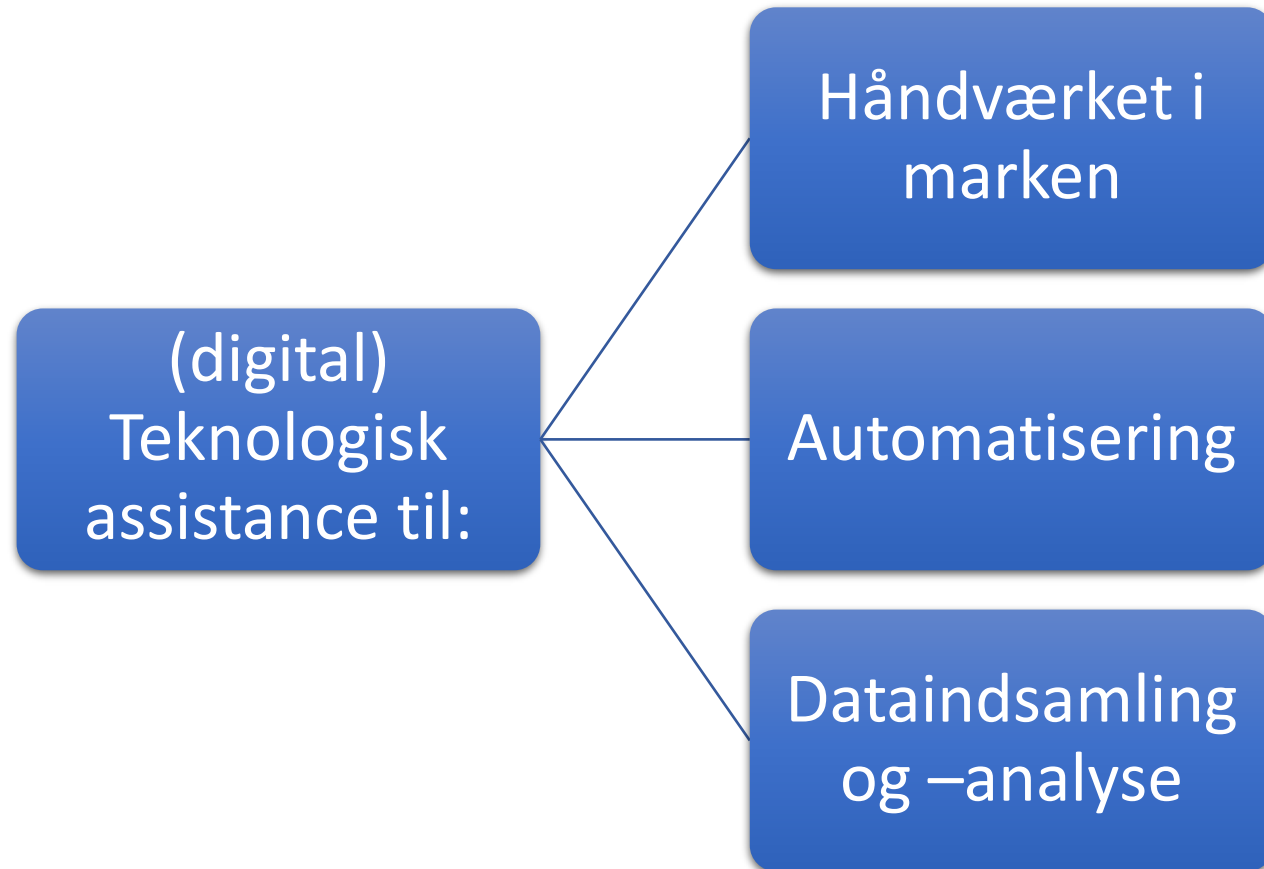 (digital)
Teknologisk
assistance til:
Håndværket i
marken
Automatisering
Dataindsamling
og –analyse